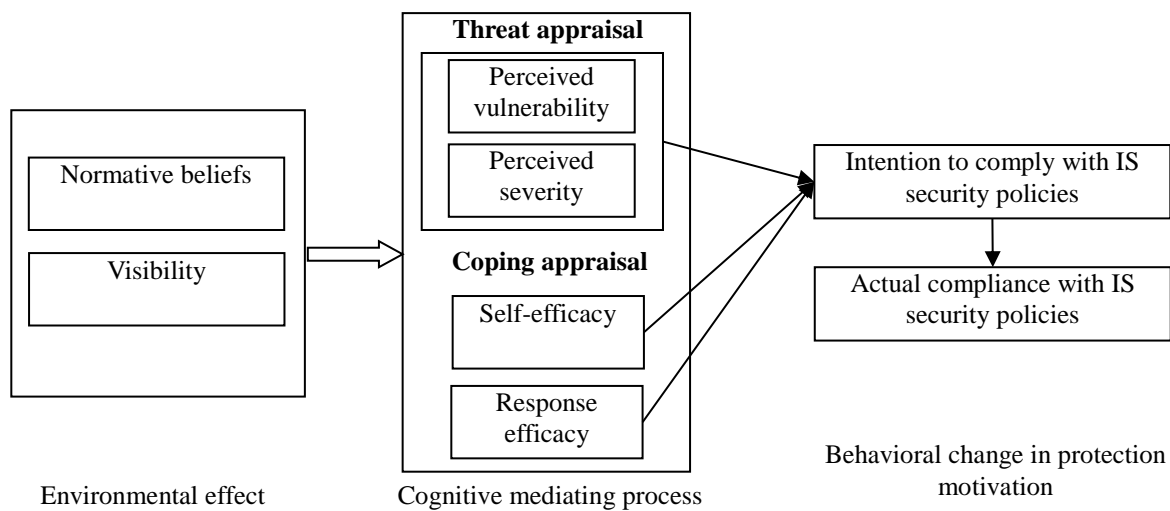 Threat appraisal
Perceived
vulnerability
Perceived
severity
Normative beliefs
Visibility
Coping appraisal
Self-efficacy
Response
efficacy
Intention to comply with IS
security policies
Actual compliance with IS
security policies
Environmental effect
Cognitive mediating process
Behavioral change in protection
motivation